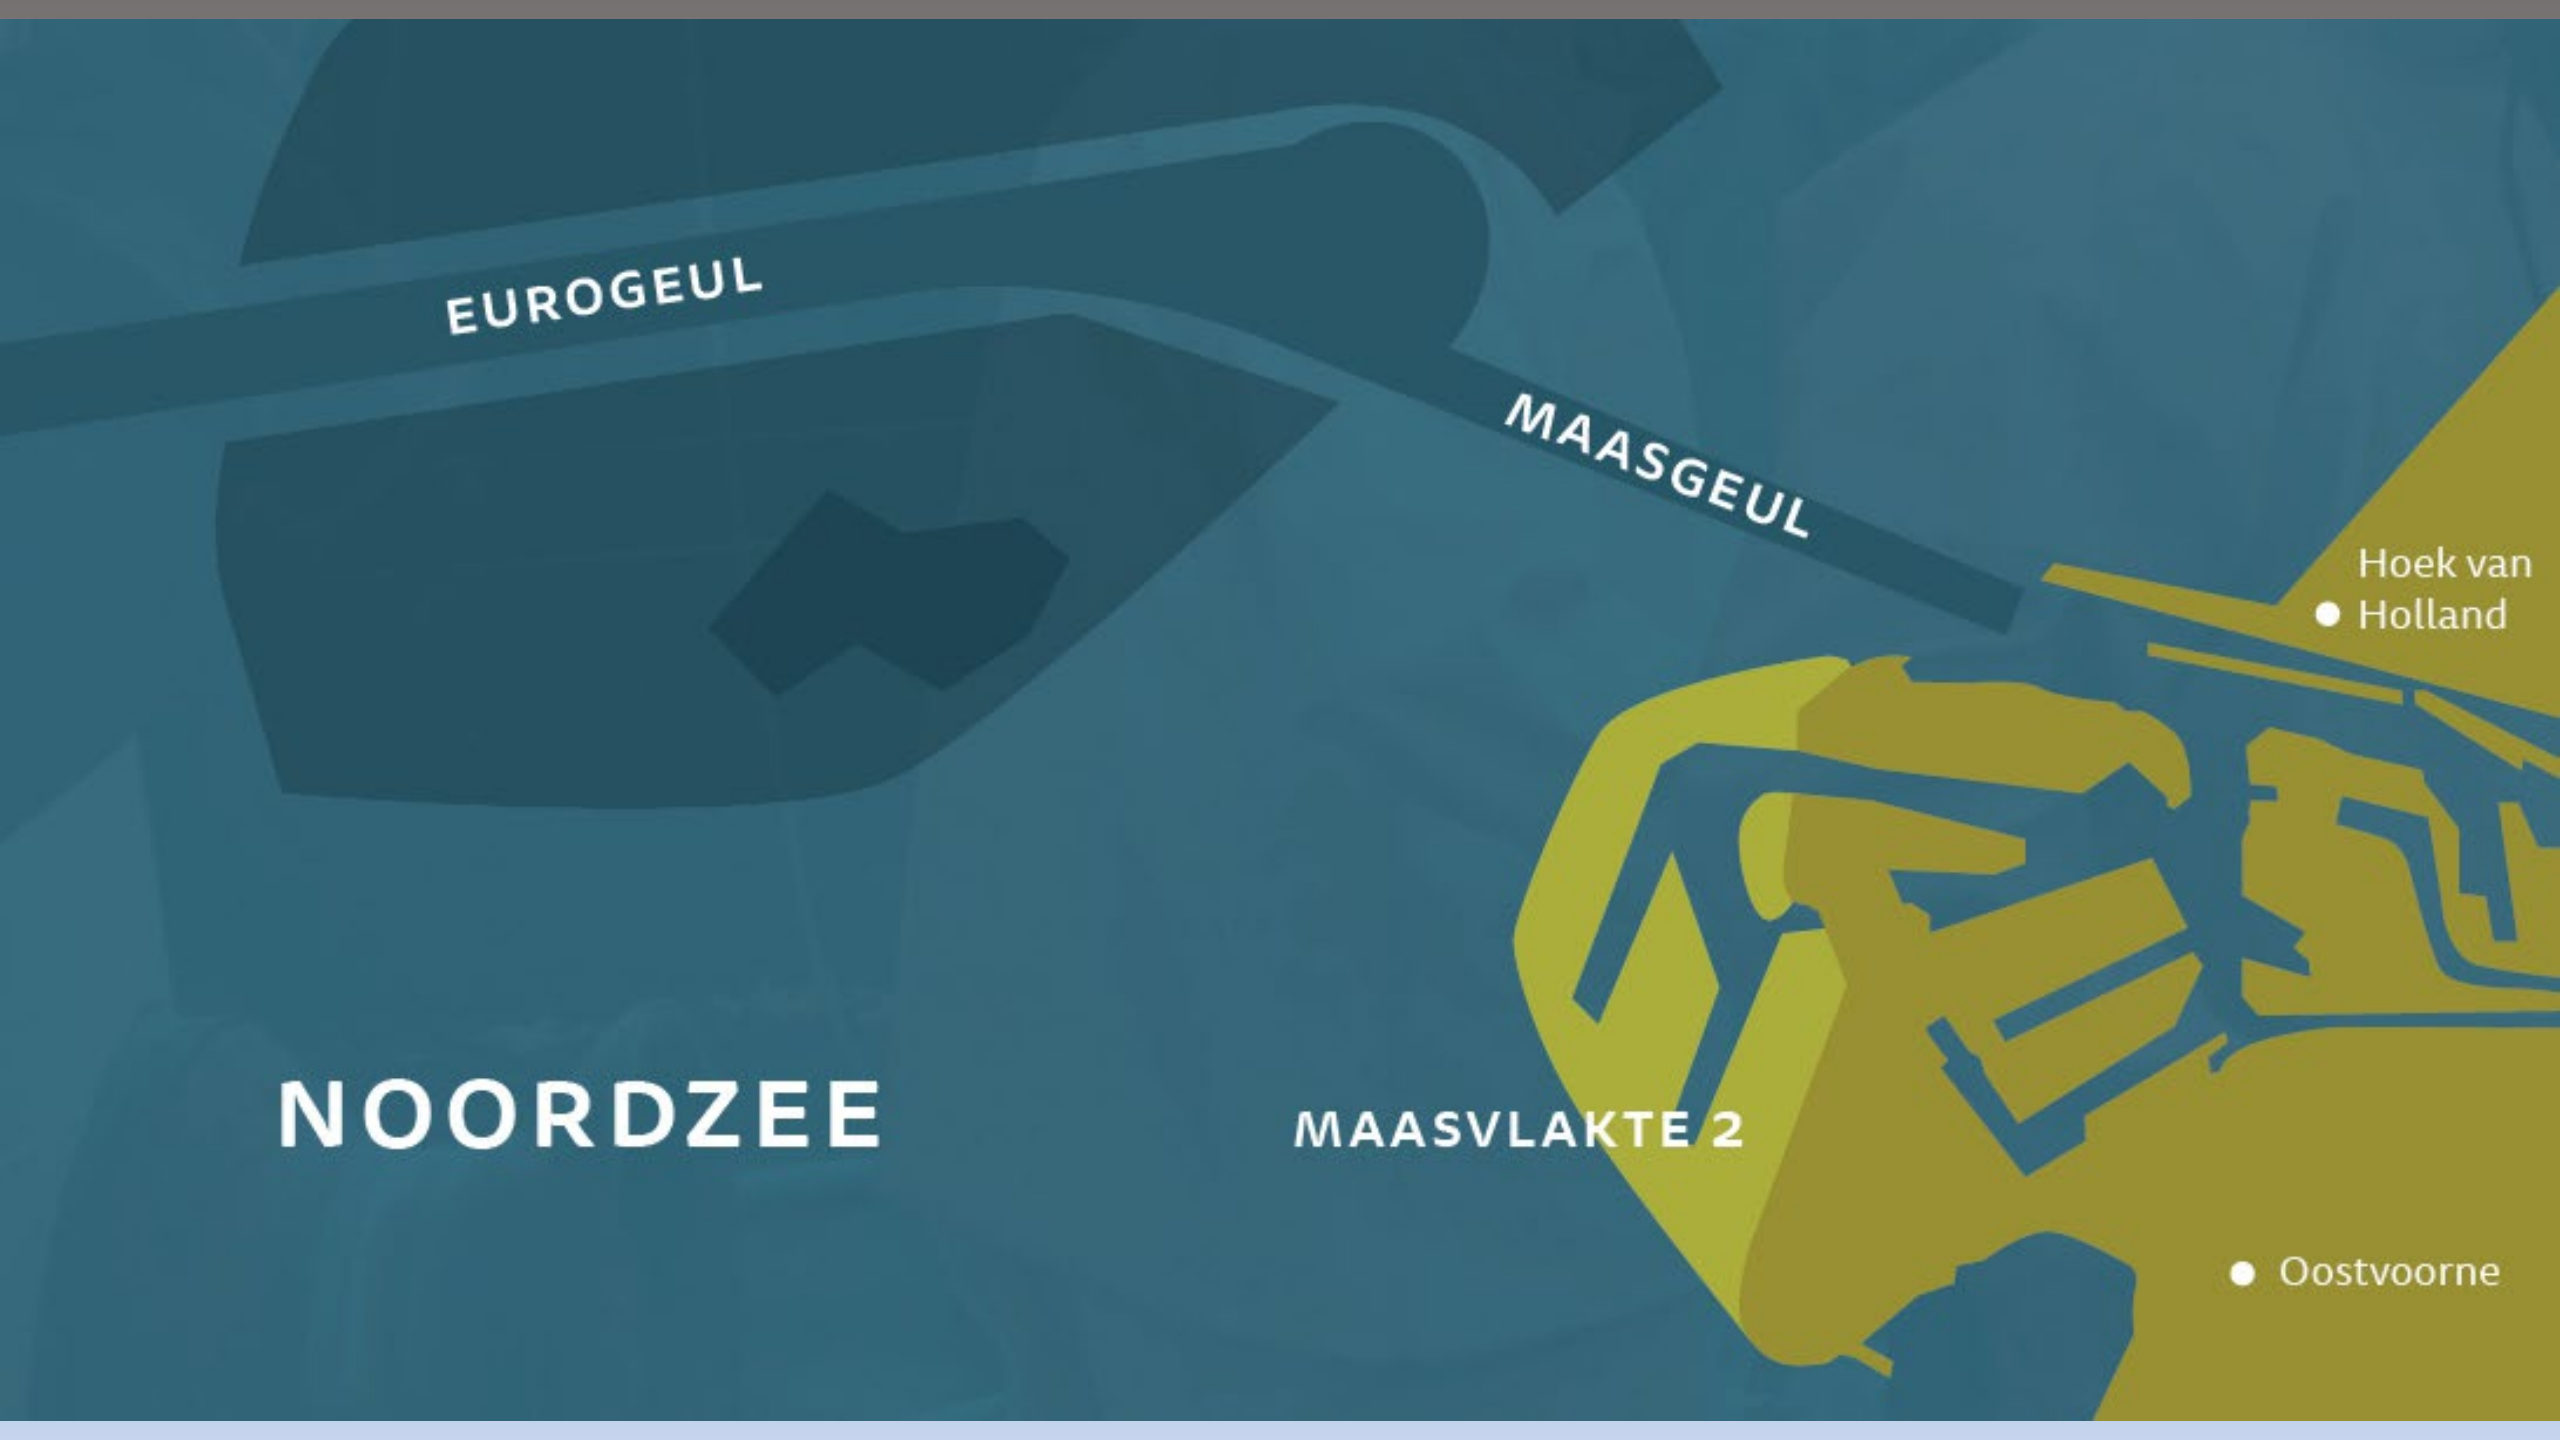 EUROGEUL
MAASGEUL
Hoek van
Holland
NOORDZEE
MAASVLAKTE 2
Oostvoorne